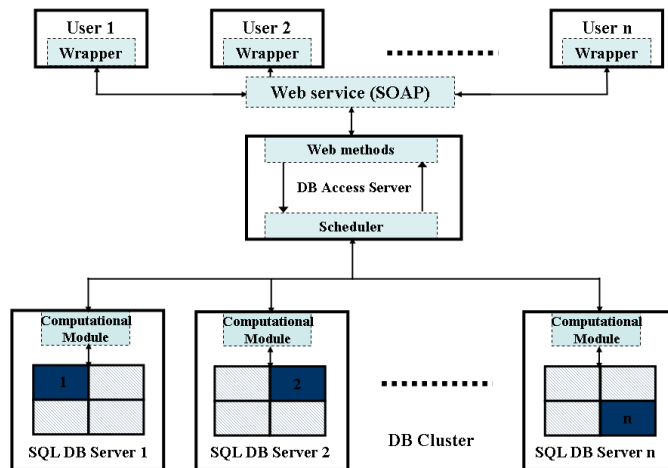 User 1
User 2
User n
Wrapper
Wrapper
Wrapper
Web service (SOAP)
Web methods
DB Access Server
Scheduler
Computational
Module
Computational
Module
Computational
Module
1
2
n
SQL DB Server 1
SQL DB Server 2
DB Cluster
SQL DB Server n